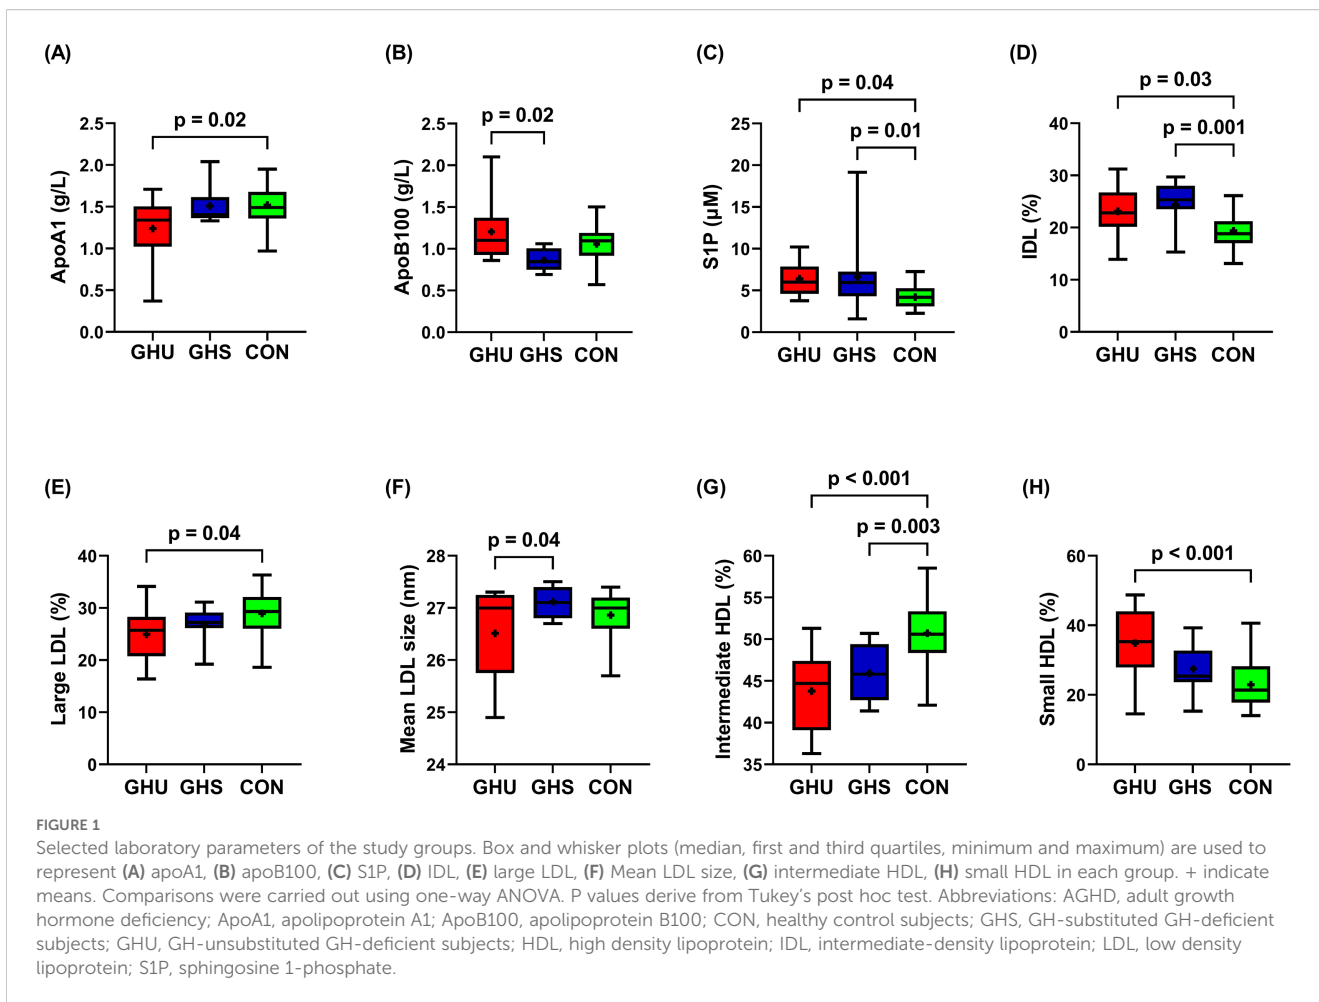 (A)
p = 0.02
ApoA1 (g/L)
2.5
2.0
1.5
1.0
0.5
0.0
GHU GHS CON
(B)
p = 0.02
ApoB100 (g/L)
2.5
2.0
1.5
1.0
0.5
0.0
GHU GHS CON
(C)
p = 0.04
p = 0.01
S1P (µM)
25
20
15
10
5
0
GHU GHS CON
(D)
p = 0.03
p = 0.001
IDL (%)
40
30
20
10
0
GHU GHS CON
(E)
p = 0.04
Large LDL (%)
40
30
20
10
0
GHU GHS CON
(F)
p = 0.04
Mean LDL size (nm)
28
27
26
25
24
GHU GHS CON
(G)
p < 0.001
p = 0.003
Intermediate HDL (%)
60
55
50
45
40
35
GHU GHS CON
(H)
p < 0.001
Small HDL (%)
60
40
20
0
GHU GHS CON
FIGURE 1
Selected laboratory parameters of the study groups. Box and whisker plots (median, first and third quartiles, minimum and maximum) are used to
represent (A) apoA1, (B) apoB100, (C) S1P, (D) IDL, (E) large LDL, (F) Mean LDL size, (G) intermediate HDL, (H) small HDL in each group. + indicate
means. Comparisons were carried out using one-way ANOVA. P values derive from Tukey's post hoc test. Abbreviations: AGHD, adult growth
hormone deficiency; ApoA1, apolipoprotein A1; ApoB100, apolipoprotein B100; CON, healthy control subjects; GHS, GH-substituted GH-deficient
subjects; GHU, GH-unsubstituted GH-deficient subjects; HDL, high density lipoprotein; IDL, intermediate-density lipoprotein; LDL, low density
lipoprotein; S1P, sphingosine 1-phosphate.